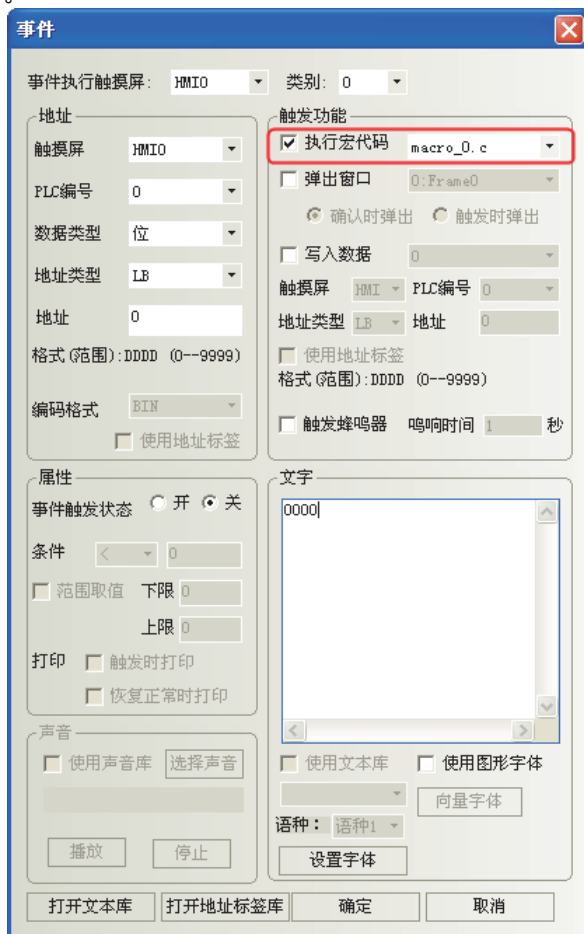 事件
事件执行触摸屏: HMI0 类别: 0
地址
触摸屏 HMI0
PLC编号 0
数据类型 位
地址类型 LB
地址 0
格式(范围):DDDD (0--9999)
编码格式 BIN
使用地址标签
触发功能
执行宏代码 macro_0.c
弹出窗口 0:Frame0
确认时弹出 触发时弹出
写入数据 0
触摸屏 HMI PLC编号 0
地址类型 LB 地址 0
使用地址标签
格式(范围):DDDD (0--9999)
触发蜂鸣器 鸣响时间 1 秒
属性
事件触发状态 开 关
条件 < 0
范围取值 下限 0
上限 0
打印 触发时打印
恢复正常时打印
文字
0000
声音
使用声音库 选择声音
播放 停止
使用文本库 使用图形字体
向量字体
语种: 语种1
设置字体
打开文本库 打开地址标签库 确定 取消